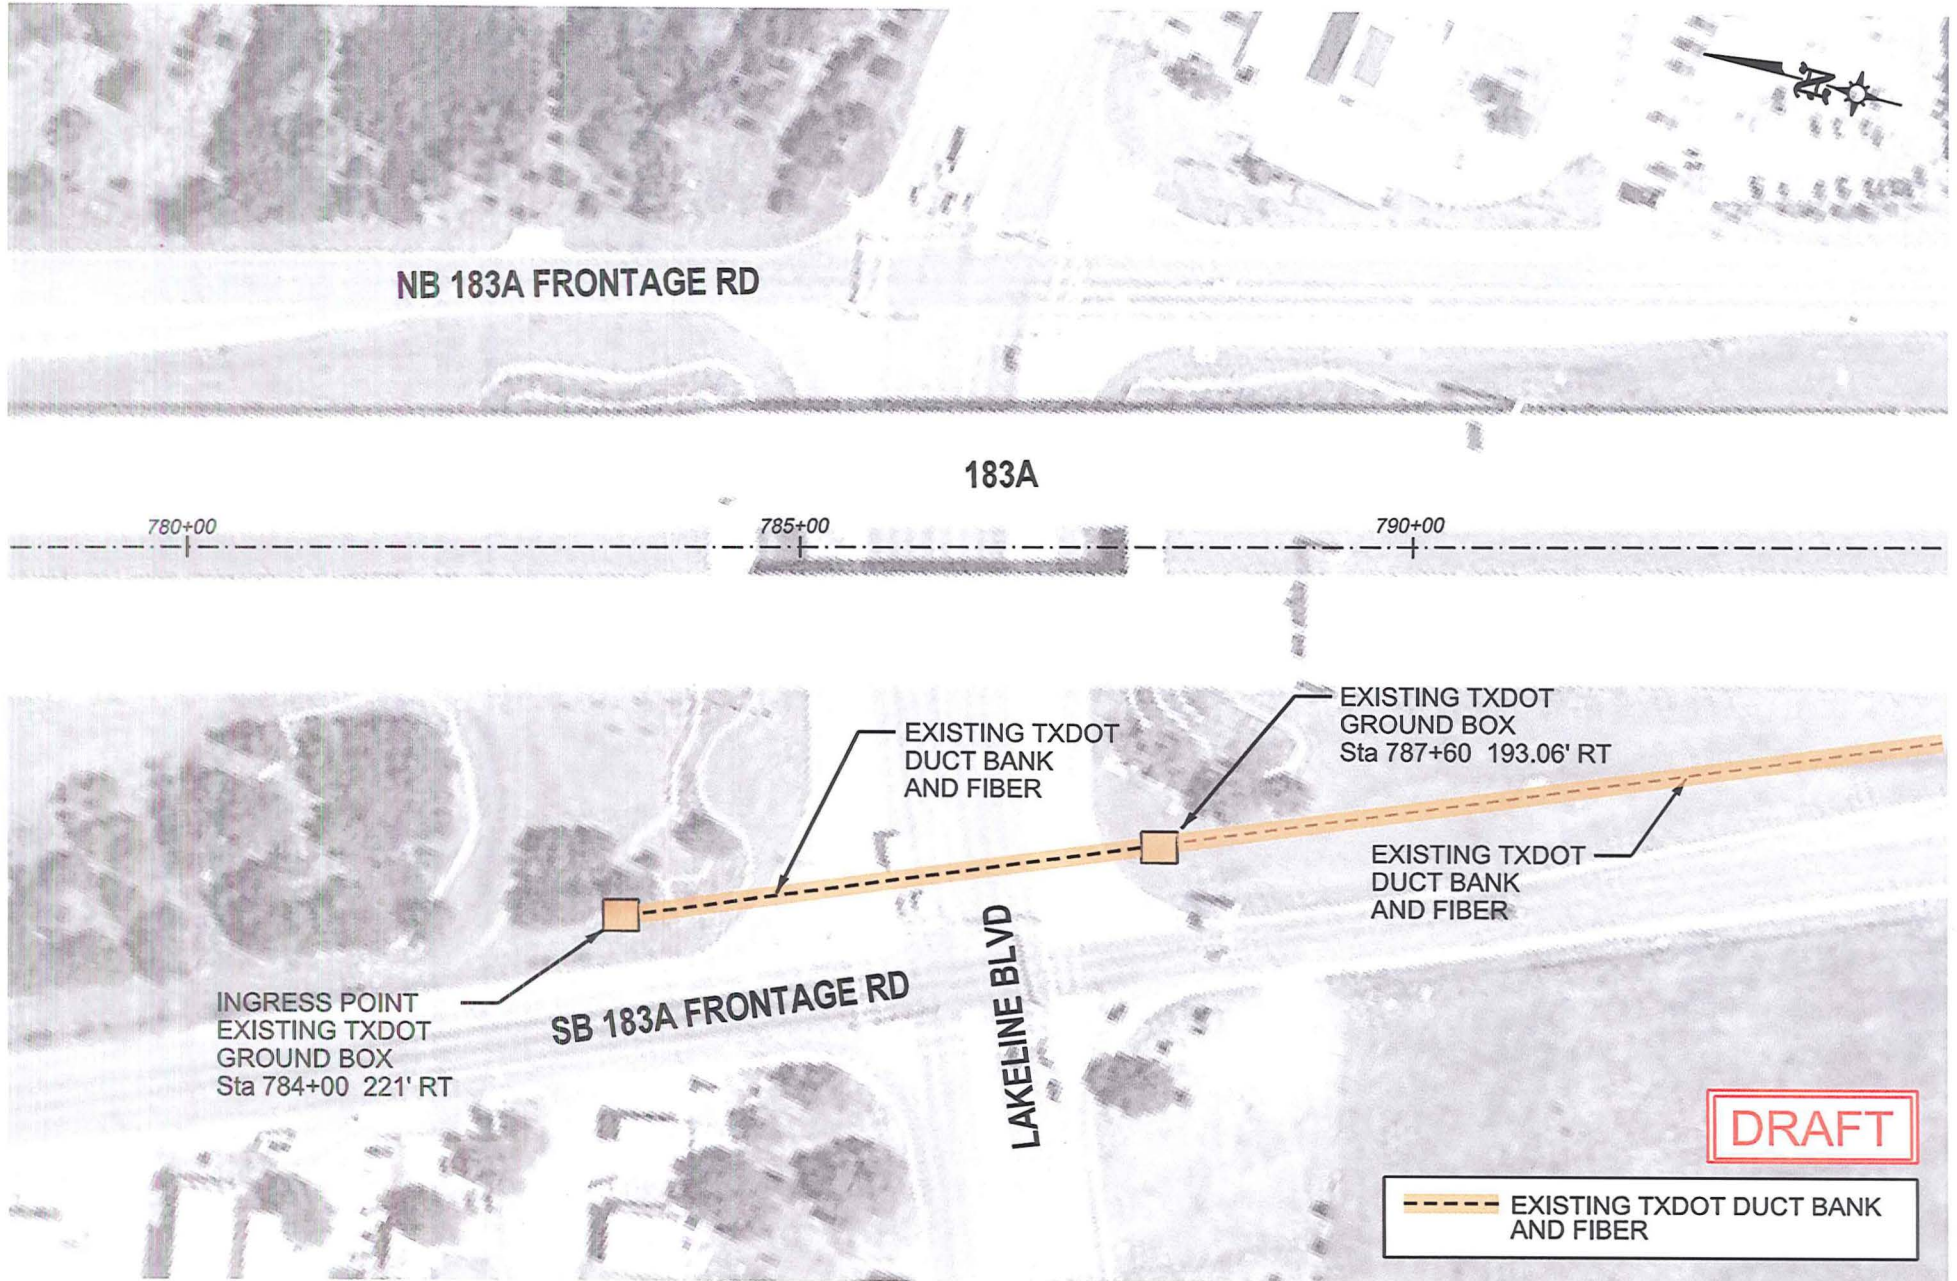 N
NB 183A FRONTAGE RD
183A
780+00
785+00
790+00
EXISTING TXDOT
DUCT BANK
AND FIBER
EXISTING TXDOT
GROUND BOX
Sta 787+60 193.06' RT
EXISTING TXDOT
DUCT BANK
AND FIBER
INGRESS POINT
EXISTING TXDOT
GROUND BOX
Sta 784+00 221' RT
SB 183A FRONTAGE RD
LAKELINE BLVD
DRAFT
EXISTING TXDOT DUCT BANK
AND FIBER